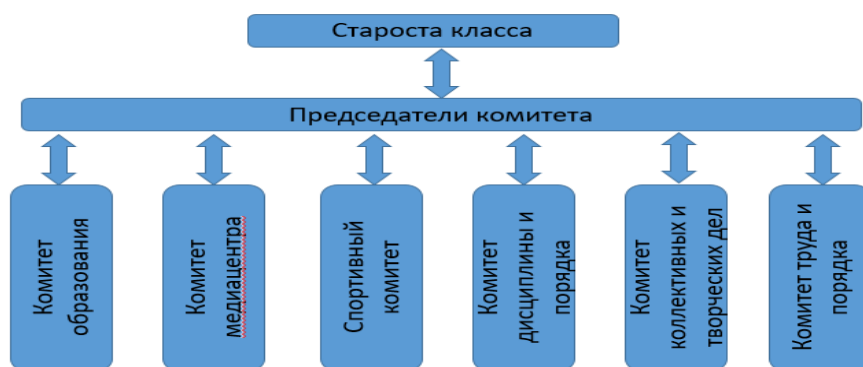 Староста класса
Председатели комитета
Комитет
образования
Комитет
медиацентра
Спортивный
комитет
Комитет
дисциплины и
порядка
Комитет
коллективных и
творческих дел
Комитет труда и
порядка